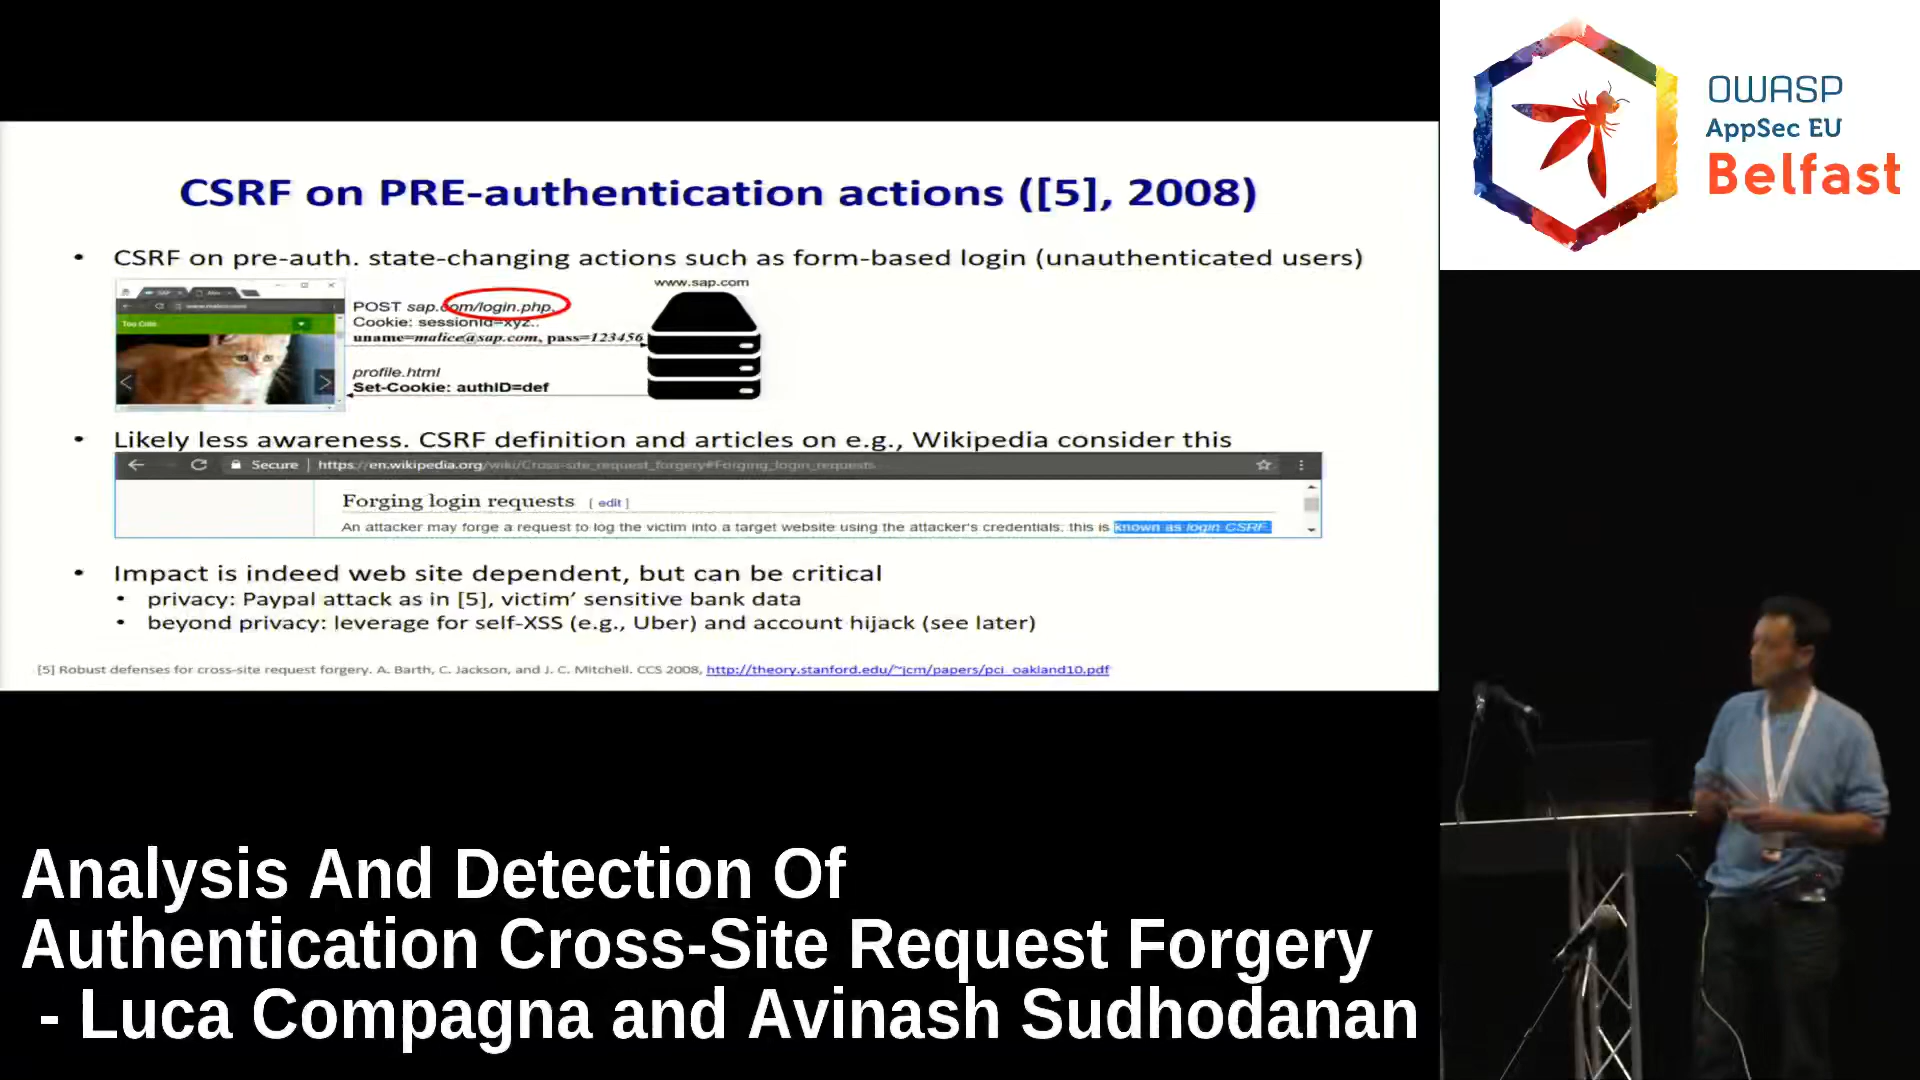 OWASP
AppSec EU
Belfast
CSRF on PRE-authentication actions ([5], 2008)
• CSRF on pre-auth. state-changing actions such as form-based login (unauthenticated users)
www.sap.com
POST sap.com/login.php,
Cookie: sessionId=xyz..
uname=malice@sap.com, pass=123456
profile.html
Set-Cookie: authID=def
Too Cute
• Likely less awareness. CSRF definition and articles on e.g., Wikipedia consider this
Secure | https://en.wikipedia.org/wiki/Cross-site_request_forgery#Forging_login_requests
Forging login requests [ edit ]
An attacker may forge a request to log the victim into a target website using the attacker's credentials; this is known as login CSRF.
• Impact is indeed web site dependent, but can be critical
• privacy: Paypal attack as in [5], victim’ sensitive bank data
• beyond privacy: leverage for self-XSS (e.g., Uber) and account hijack (see later)
[5] Robust defenses for cross-site request forgery. A. Barth, C. Jackson, and J. C. Mitchell. CCS 2008, http://theory.stanford.edu/~jcm/papers/pci_oakland10.pdf
Analysis And Detection Of
Authentication Cross-Site Request Forgery
- Luca Compagna and Avinash Sudhodanan